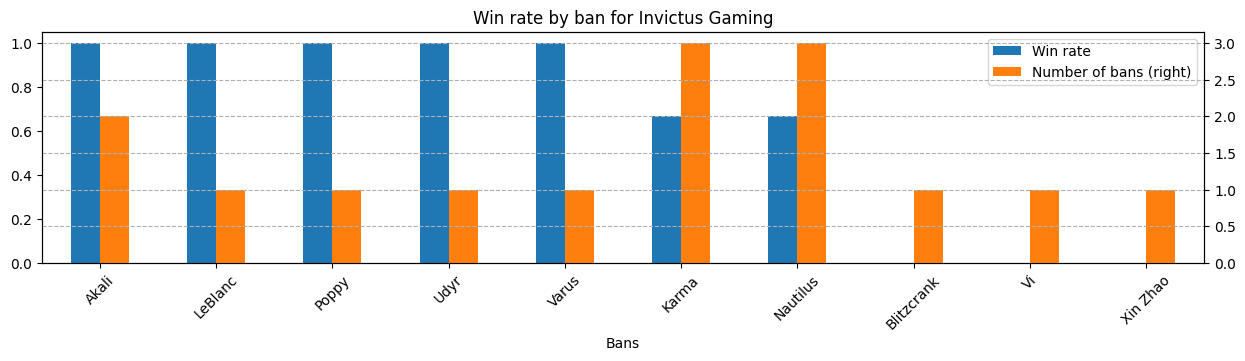 Win rate by ban for Invictus Gaming
Win rate
Number of bans (right)
1.0
0.8
0.6
0.4
0.2
0.0
3.0
2.5
2.0
1.5
1.0
0.5
0.0
Akali
LeBlanc
Poppy
Udyr
Varus
Karma
Nautilus
Blitzcrank
Vi
Xin Zhao
Bans